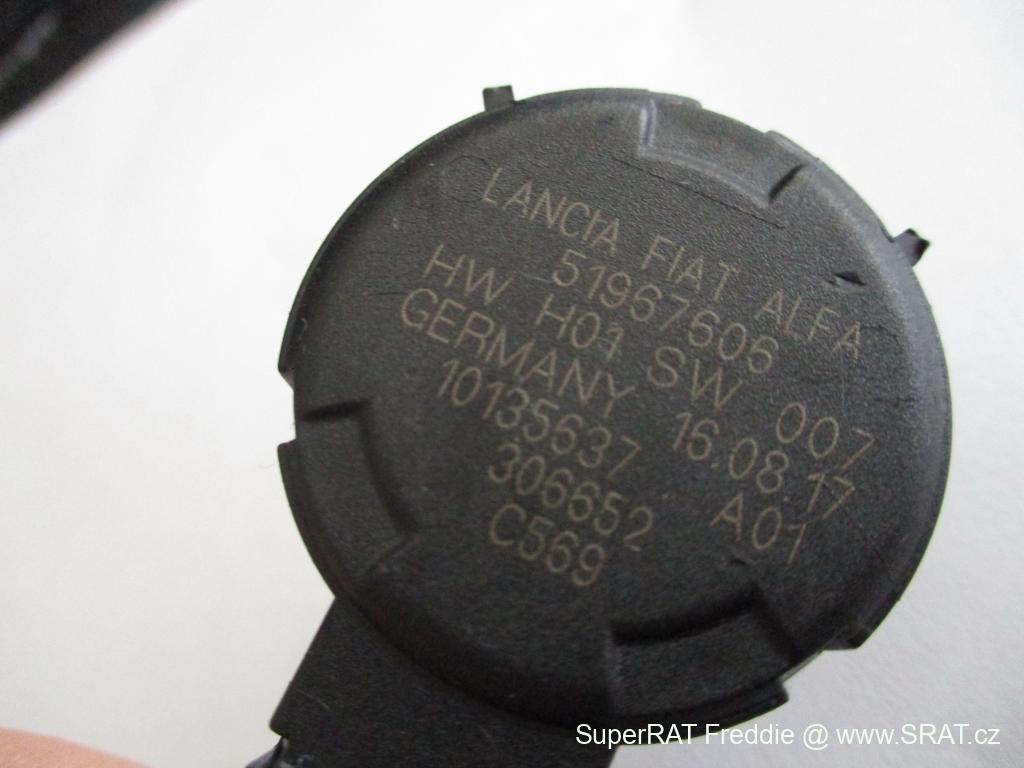 LANCIA FIAT ALFA
51967606
HW H01 SW 007
GERMANY 16.08.17
10135637 A01
306652
C569
SuperRAT Freddie @ www.SRAT.cz